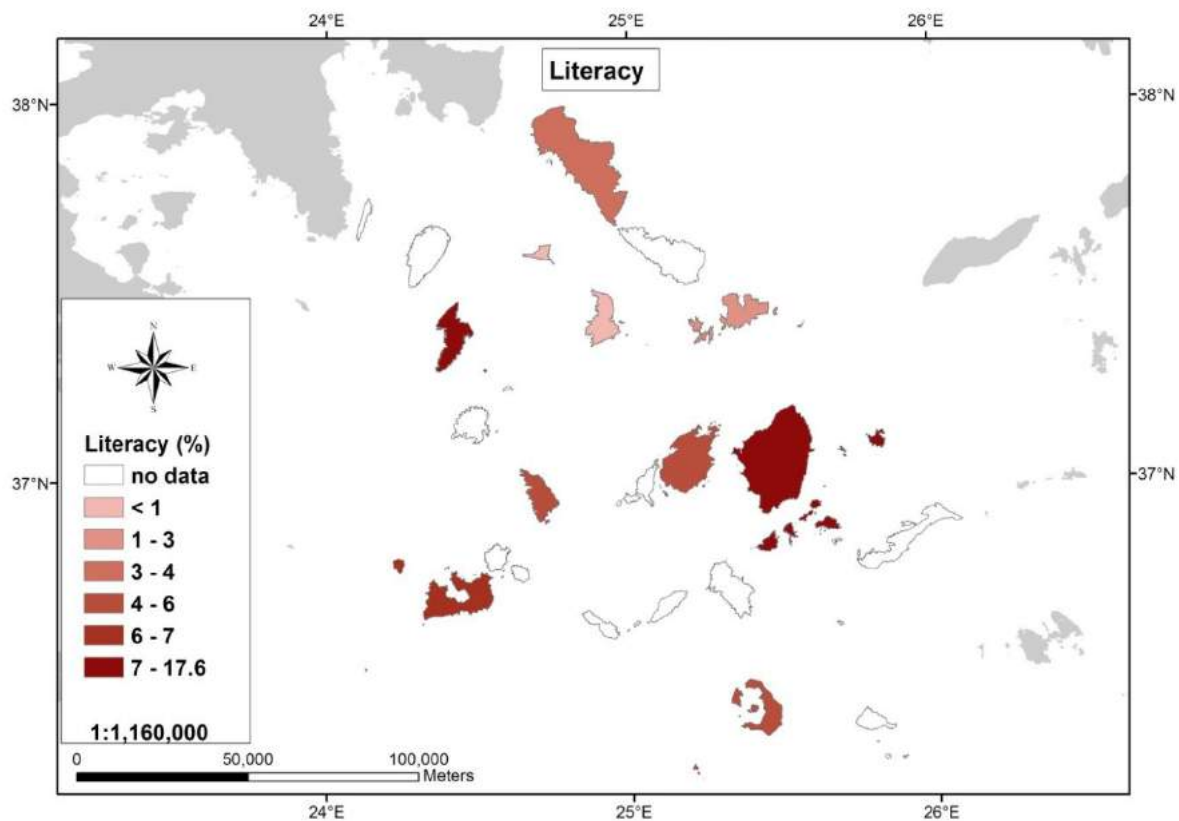 24°E 25°E 26°E
Literacy
38°N 38°N
N
W E
S
Literacy (%)
no data
< 1
1 - 3
3 - 4
4 - 6
6 - 7
7 - 17.6
37°N 37°N
1:1,160,000
0 50,000 100,000
Meters
24°E 25°E 26°E